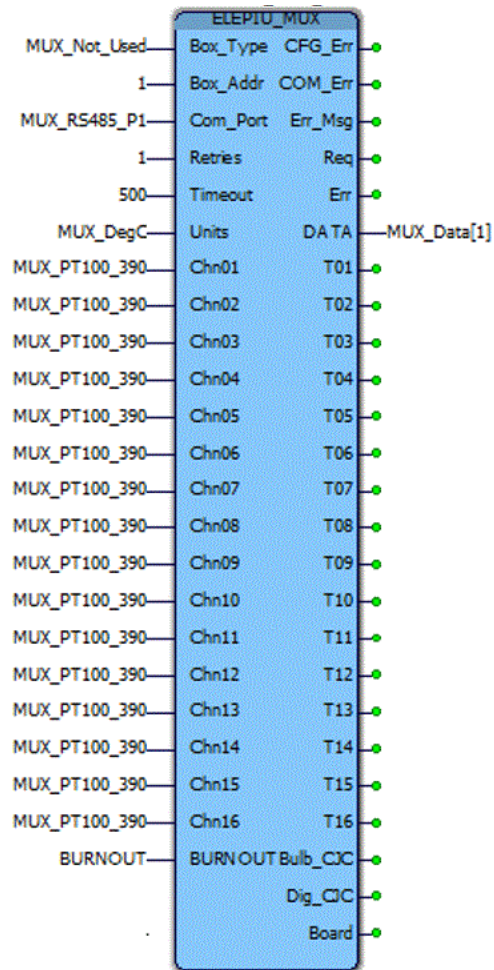 ELEPIU_MUX
MUX_Not_Used Box_Type CFG_Err
1 Box_Addr COM_Err
MUX_RS485_P1 Com_Port Err_Msg
1 Retries Req
500 Timeout Err
MUX_DegC Units DATA MUX_Data[1]
MUX_PT100_390 Chn01 T01
MUX_PT100_390 Chn02 T02
MUX_PT100_390 Chn03 T03
MUX_PT100_390 Chn04 T04
MUX_PT100_390 Chn05 T05
MUX_PT100_390 Chn06 T06
MUX_PT100_390 Chn07 T07
MUX_PT100_390 Chn08 T08
MUX_PT100_390 Chn09 T09
MUX_PT100_390 Chn10 T10
MUX_PT100_390 Chn11 T11
MUX_PT100_390 Chn12 T12
MUX_PT100_390 Chn13 T13
MUX_PT100_390 Chn14 T14
MUX_PT100_390 Chn15 T15
MUX_PT100_390 Chn16 T16
BURNOUT BURNOUT Bulb_CJC
Dig_CJC
Board